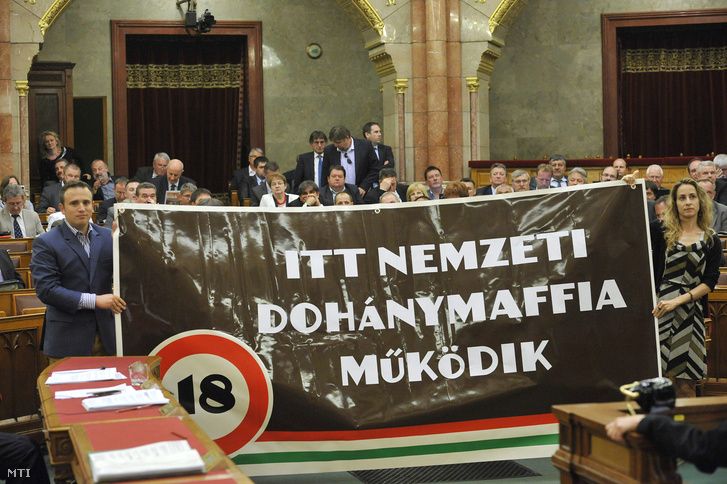 ITT NEMZETI
DOHÁNYMAFFIA
MŰKÖDIK
18
MTI